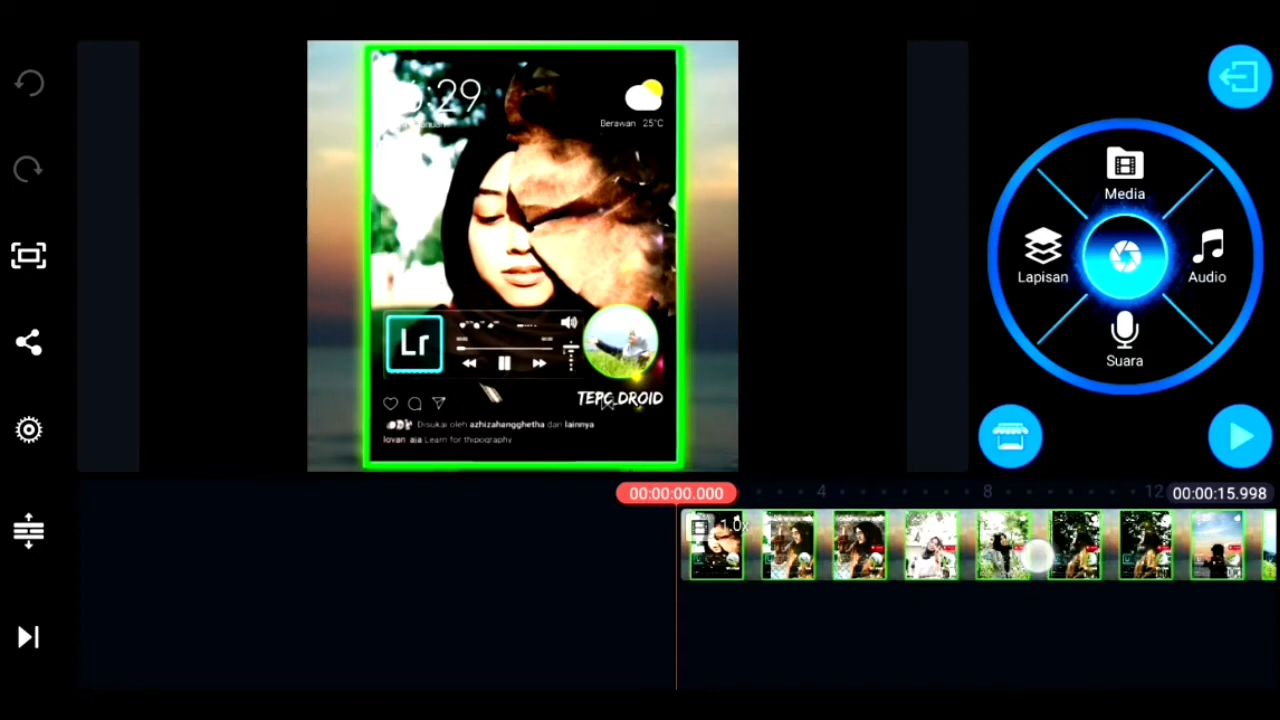 :29
Berawan 25°C
Media
Lapisan
Audio
Suara
Lr
TEPC DROID
Disukai oleh azhizahangghetha dan lainnya
lovan_aja Learn for thypography
00:00:00.000
4
8
12
00:00:15.998
1.0x